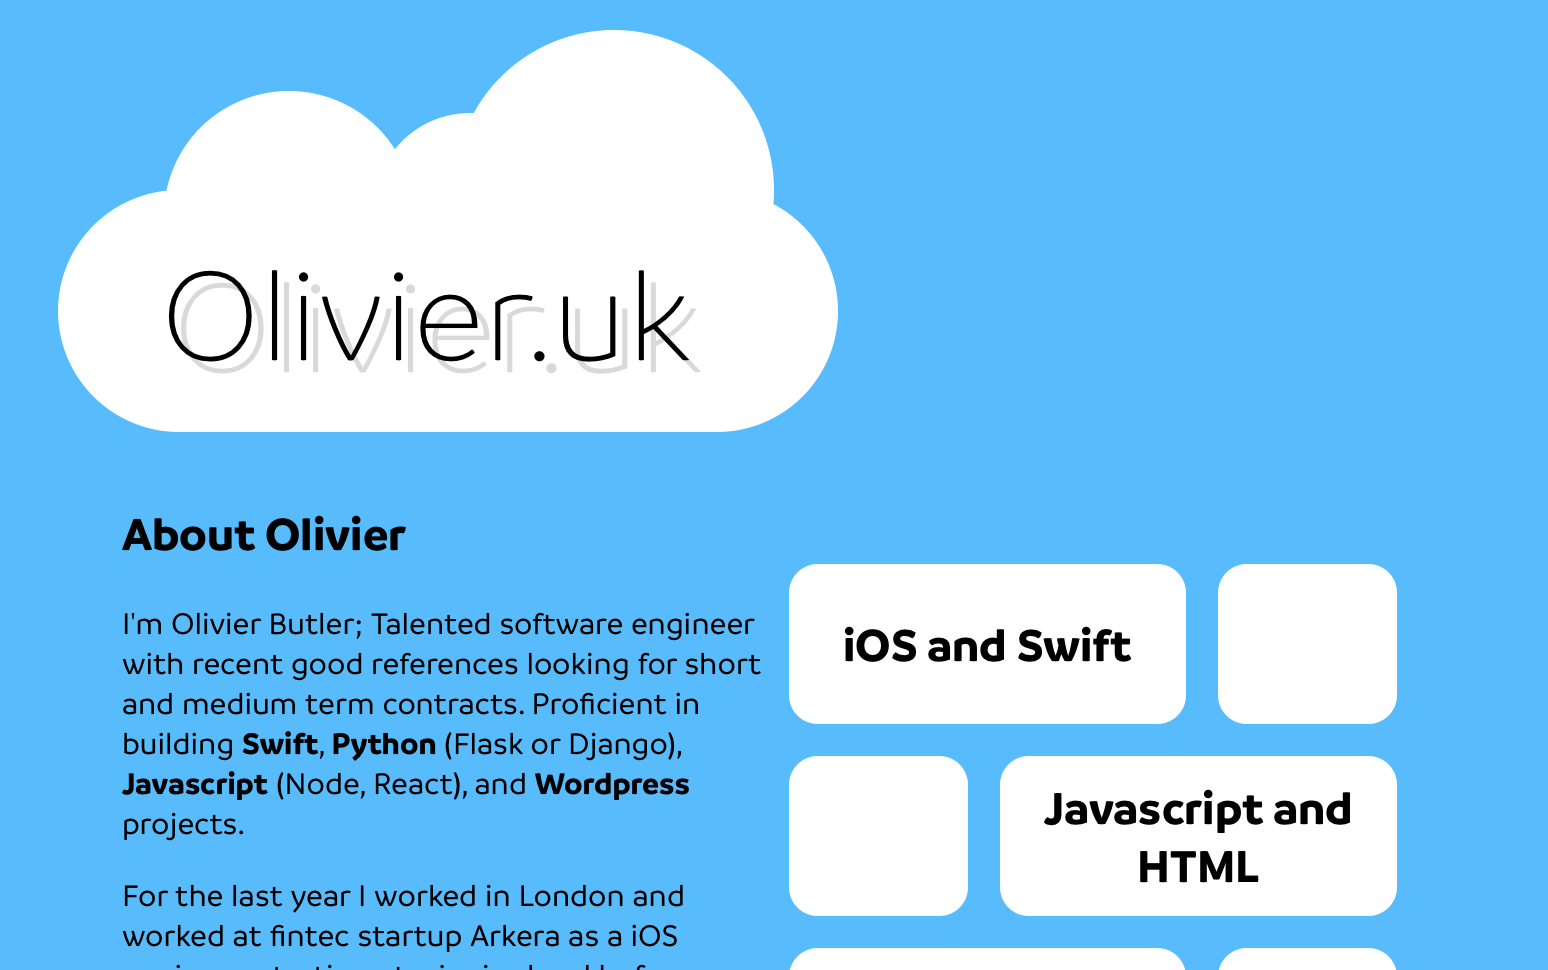 Olivier.uk
About Olivier
I'm Olivier Butler; Talented software engineer
with recent good references looking for short
and medium term contracts. Proficient in
building Swift, Python (Flask or Django),
Javascript (Node, React), and Wordpress
projects.
For the last year I worked in London and
worked at fintec startup Arkera as a iOS
iOS and Swift
Javascript and
HTML